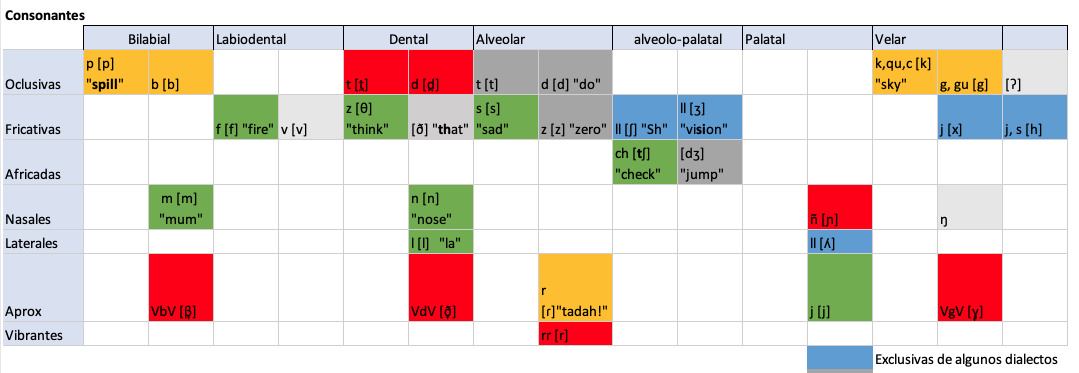 Consonantes
Bilabial Labiodental Dental Alveolar alveolo-palatal Palatal Velar
Oclusivas p [p] "spill" b [b] t [t̪] d [d̪] t [t] d [d] "do" k,qu,c [k] "sky" g, gu [g] [ʔ]
Fricativas f [f] "fire" v [v] z [θ] "think" [ð] "that" s [s] "sad" z [z] "zero" ll [ʃ] "Sh" ll [ʒ] "vision" j [x] j, s [h]
Africadas ch [tʃ] "check" [dʒ] "jump"
Nasales m [m] "mum" n [n] "nose" ñ [ɲ] ŋ
Laterales l [l] "la" ll [ʎ]
Aprox VbV [β̞] VdV [ð̞] r [ɾ]"tadah!" j [j] VgV [ɣ̞]
Vibrantes rr [r]
Exclusivas de algunos dialectos